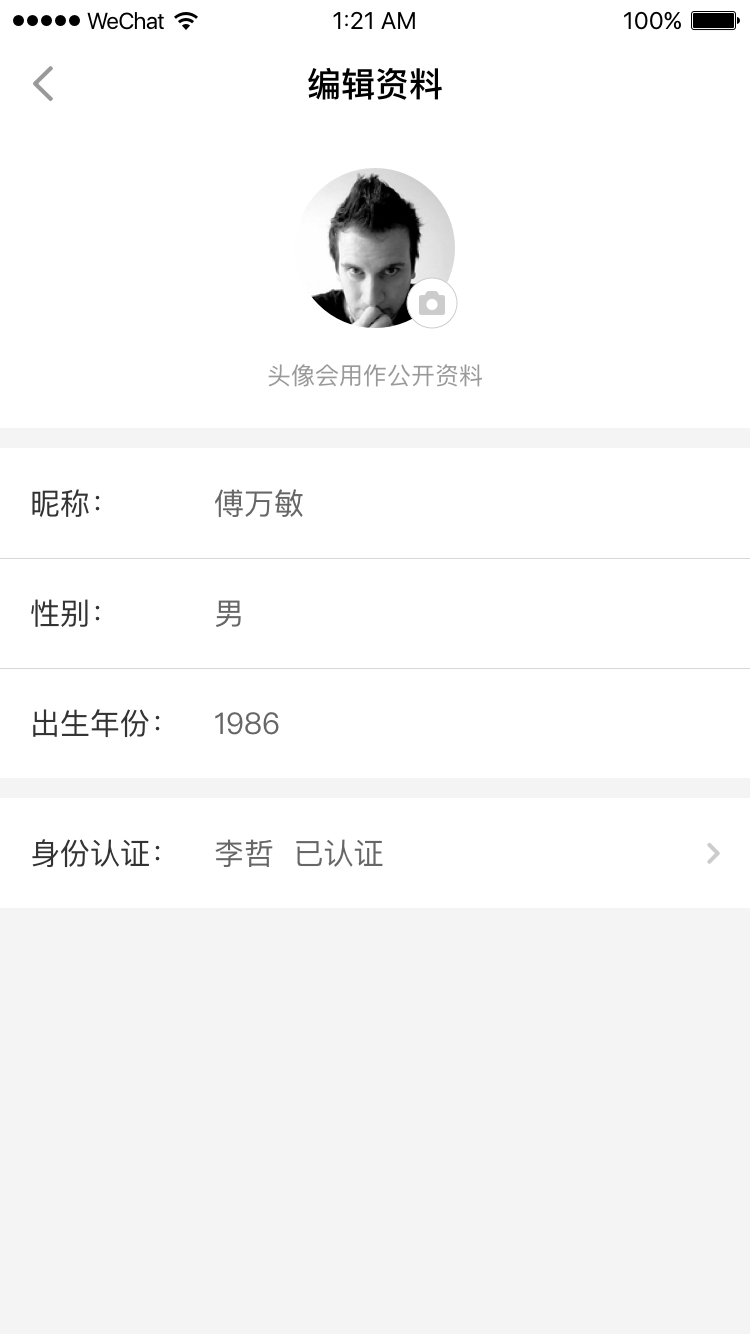 WeChat 1:21 AM 100%
编辑资料
头像会用作公开资料
昵称： 傅万敏
性别： 男
出生年份： 1986
身份认证： 李哲 已认证